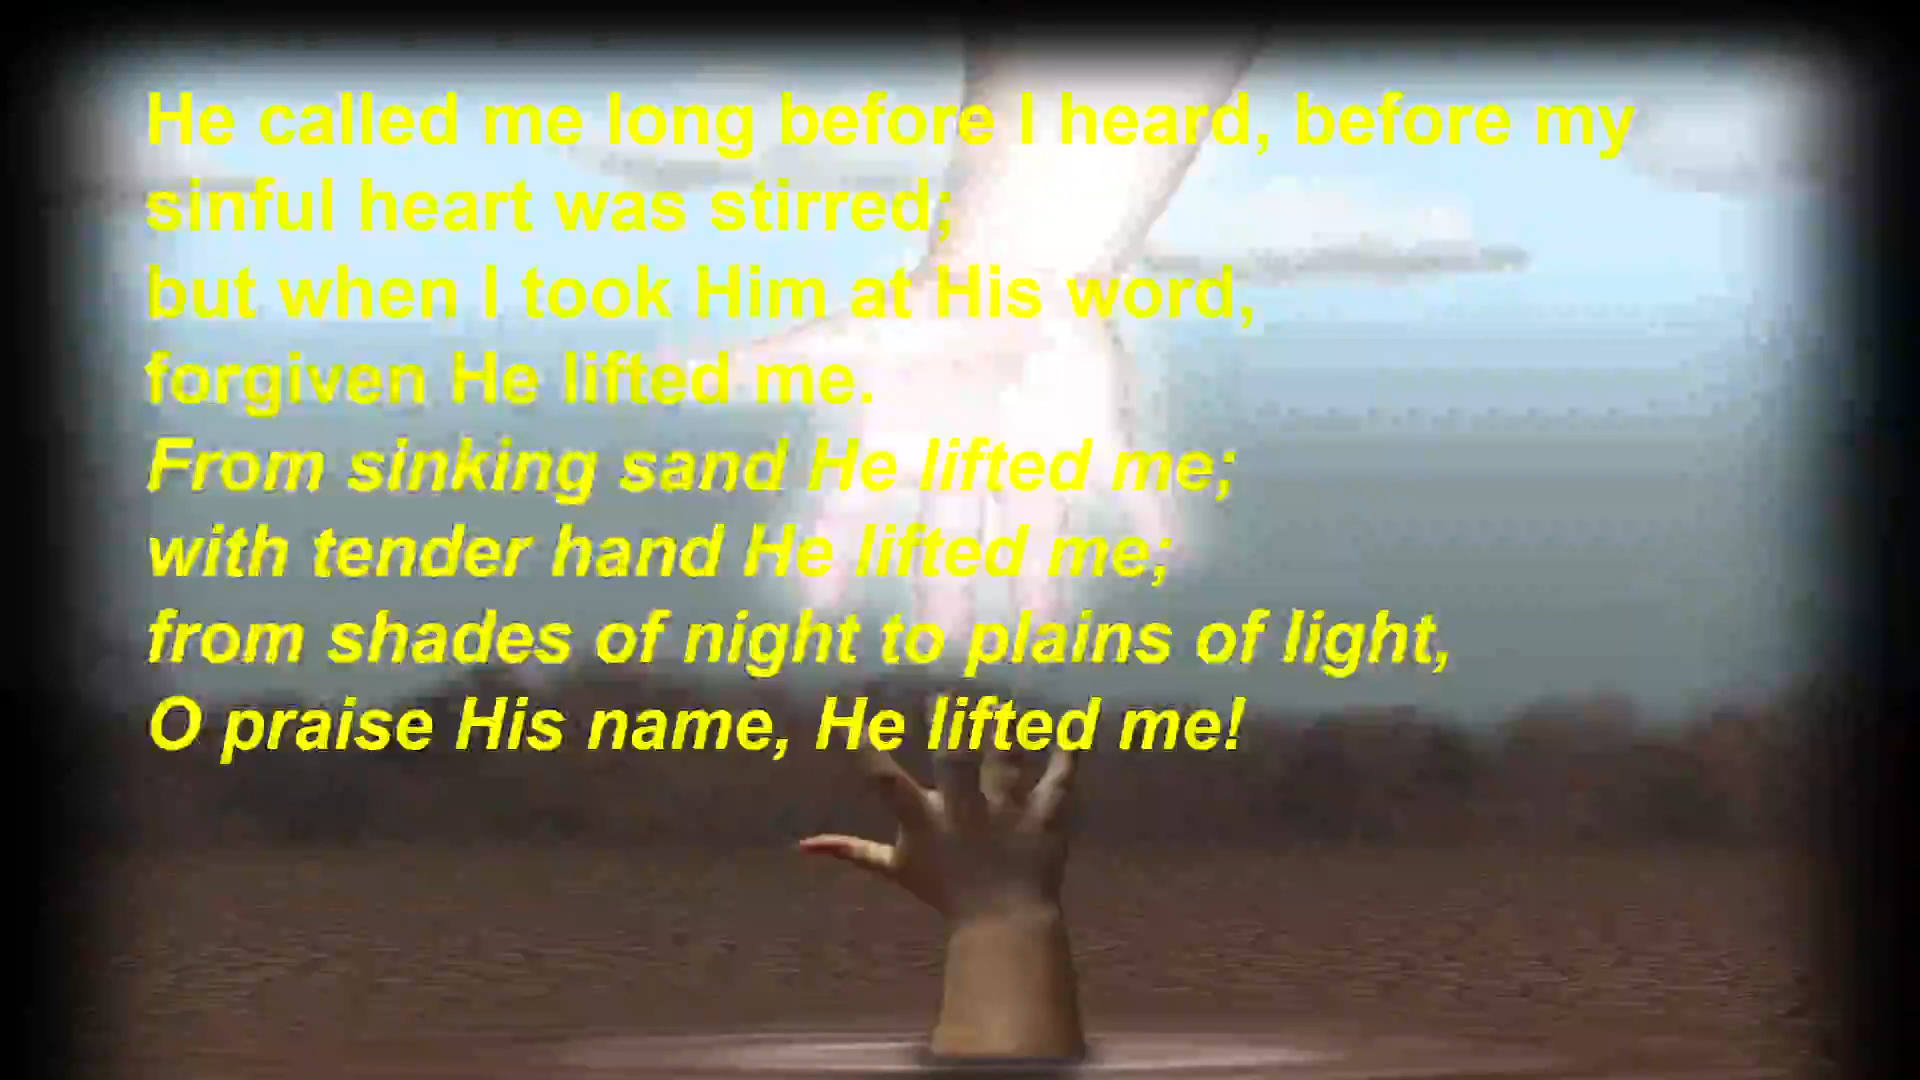 He called me long before I heard, before my
sinful heart was stirred;
but when I took Him at His word,
forgiven He lifted me.
From sinking sand He lifted me;
with tender hand He lifted me;
from shades of night to plains of light,
O praise His name, He lifted me!